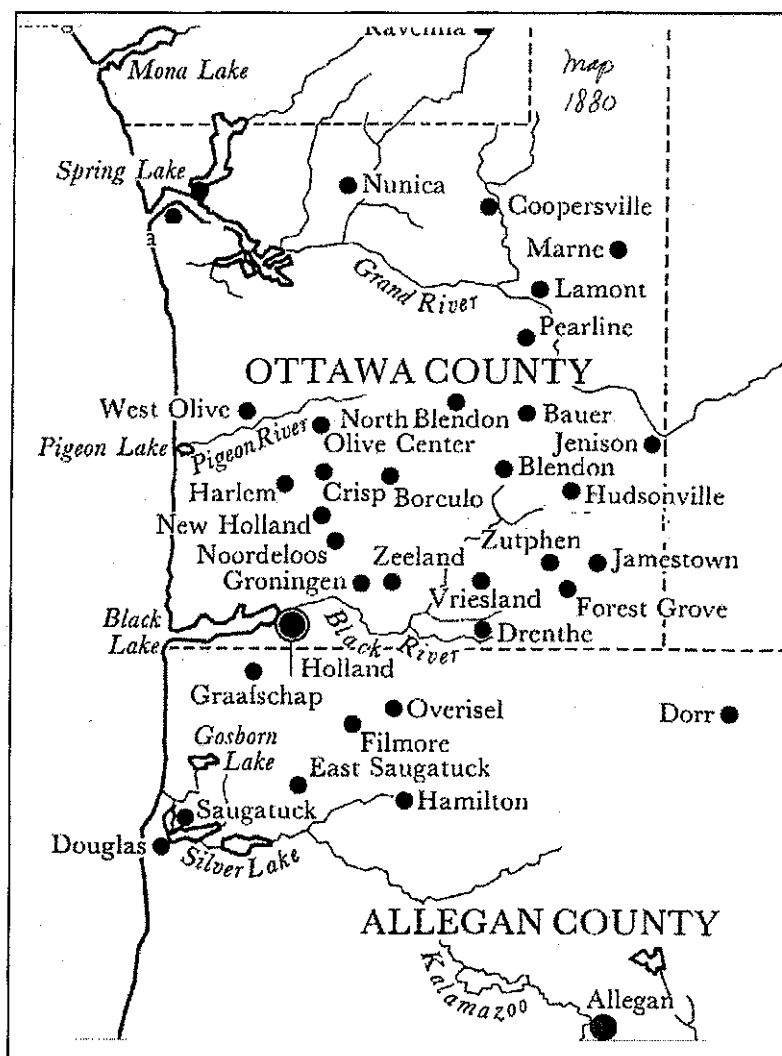 Ravenna
Map
1880
Mona Lake
Spring Lake
a
Nunica
Coopersville
Marne
Grand River
Lamont
Pearline
OTTAWA COUNTY
West Olive
North Blendon
Bauer
Pigeon River
Pigeon Lake
Olive Center
Jenison
Blendon
Harlem
Crisp
Borculo
Hudsonville
New Holland
Noordeloos
Zeeland
Zutphen
Jamestown
Groningen
Vriesland
Forest Grove
Black
Lake
Black River
Drenthe
Holland
Graafschap
Overisel
Dorr
Filmore
Gosborn
Lake
East Saugatuck
Hamilton
Saugatuck
Douglas
Silver Lake
ALLEGAN COUNTY
Kalamazoo
Allegan